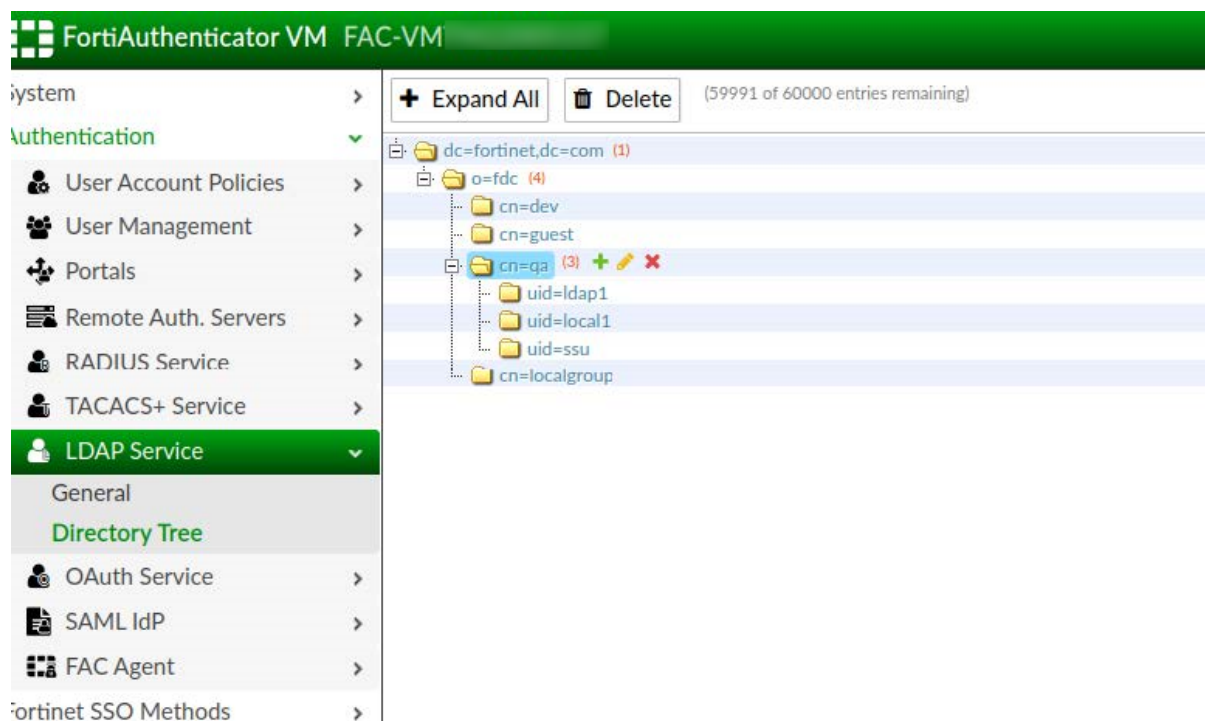 FortiAuthenticator VM FAC-VM
System
Authentication
User Account Policies
User Management
Portals
Remote Auth. Servers
RADIUS Service
TACACS+ Service
LDAP Service
General
Directory Tree
OAuth Service
SAML IdP
FAC Agent
Fortinet SSO Methods
Expand All Delete (59991 of 60000 entries remaining)
dc=fortinet,dc=com (1)
o=fdc (4)
cn=dev
cn=guest
cn=qa (3)
uid=ldap1
uid=local1
uid=ssu
cn=localgroup